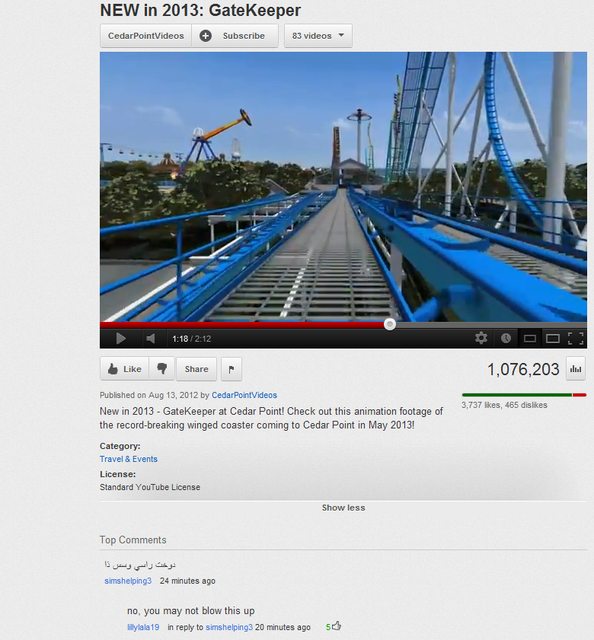 NEW in 2013: GateKeeper
CedarPointVideos
Subscribe
83 videos
1:18 / 2:12
Like
Share
1,076,203
Published on Aug 13, 2012 by CedarPointVideos
3,737 likes, 465 dislikes
New in 2013 - GateKeeper at Cedar Point! Check out this animation footage of
the record-breaking winged coaster coming to Cedar Point in May 2013!
Category:
Travel & Events
License:
Standard YouTube License
Show less
Top Comments
دوخت راسي وسس ذا
simshelping3 24 minutes ago
no, you may not blow this up
lillylala19 in reply to simshelping3 20 minutes ago 5